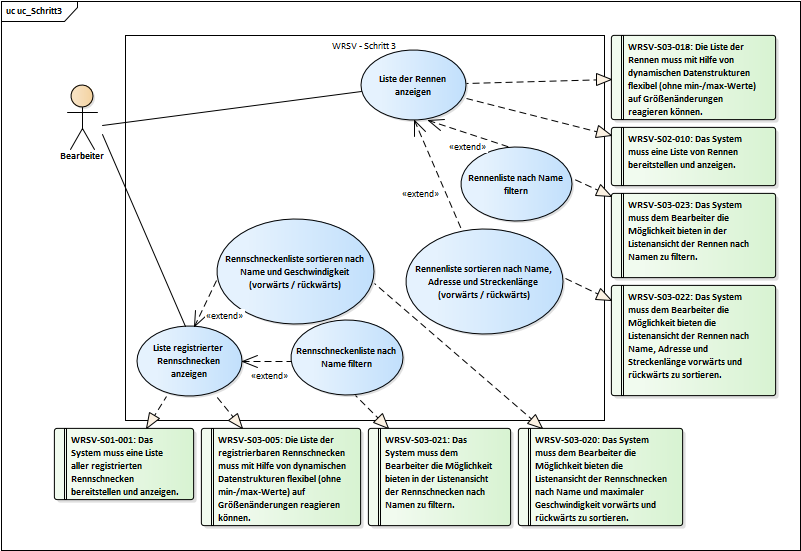 uc uc_Schritt3
WRSV - Schritt 3
Liste der Rennen
anzeigen
Bearbeiter
«extend»
Rennenliste nach Name
filtern
«extend»
Rennschneckenliste sortieren nach
Name und Geschwindigkeit
(vorwärts / rückwärts)
Rennenliste sortieren nach Name,
Adresse und Streckenlänge
(vorwärts / rückwärts)
«extend»
Liste registrierter
Rennschnecken
anzeigen
Rennschneckenliste nach
Name filtern
«extend»
WRSV-S03-018: Die Liste der
Rennen muss mit Hilfe von
dynamischen Datenstrukturen
flexibel (ohne min-/max-Werte)
auf Größenänderungen
reagieren können.
WRSV-S02-010: Das System
muss eine Liste von Rennen
bereitstellen und anzeigen.
WRSV-S03-023: Das System
muss dem Bearbeiter die
Möglichkeit bieten in der
Listenansicht der Rennen nach
Namen zu filtern.
WRSV-S03-022: Das System
muss dem Bearbeiter die
Möglichkeit bieten die
Listenansicht der Rennen nach
Name, Adresse und
Streckenlänge vorwärts und
rückwärts zu sortieren.
WRSV-S01-001: Das
System muss eine Liste
aller registrierten
Rennschnecken
bereitstellen und anzeigen.
WRSV-S03-005: Die Liste der
registrierbaren Rennschnecken
muss mit Hilfe von dynamischen
Datenstrukturen flexibel (ohne
min-/max-Werte) auf
Größenänderungen reagieren
können.
WRSV-S03-021: Das
System muss dem
Bearbeiter die Möglichkeit
bieten in der Listenansicht
der Rennschnecken nach
Namen zu filtern.
WRSV-S03-020: Das System
muss dem Bearbeiter die
Möglichkeit bieten die
Listenansicht der Rennschnecken
nach Name und maximaler
Geschwindigkeit vorwärts und
rückwärts zu sortieren.